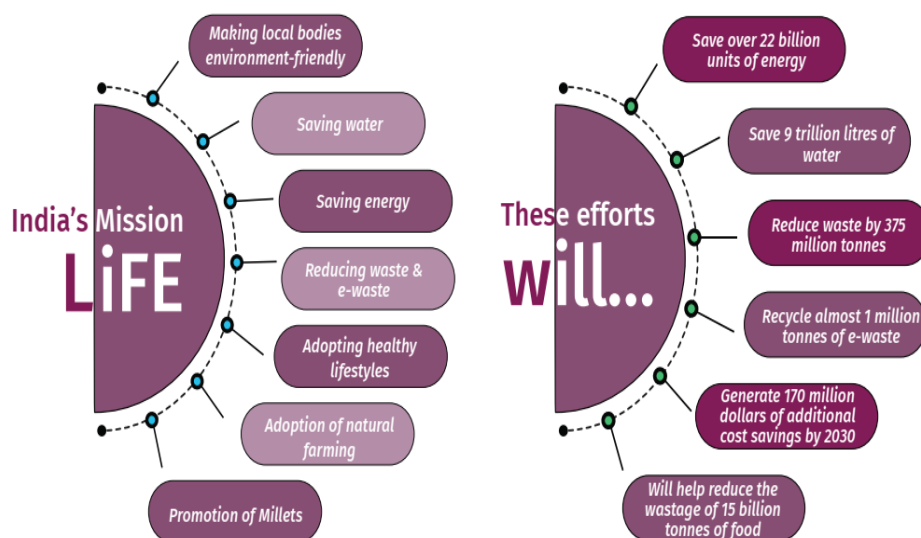 India's Mission
LiFE
Making local bodies
environment-friendly
Saving water
Saving energy
Reducing waste &
e-waste
Adopting healthy
lifestyles
Adoption of natural
farming
Promotion of Millets
These efforts
will...
Save over 22 billion
units of energy
Save 9 trillion litres of
water
Reduce waste by 375
million tonnes
Recycle almost 1 million
tonnes of e-waste
Generate 170 million
dollars of additional
cost savings by 2030
Will help reduce the
wastage of 15 billion
tonnes of food